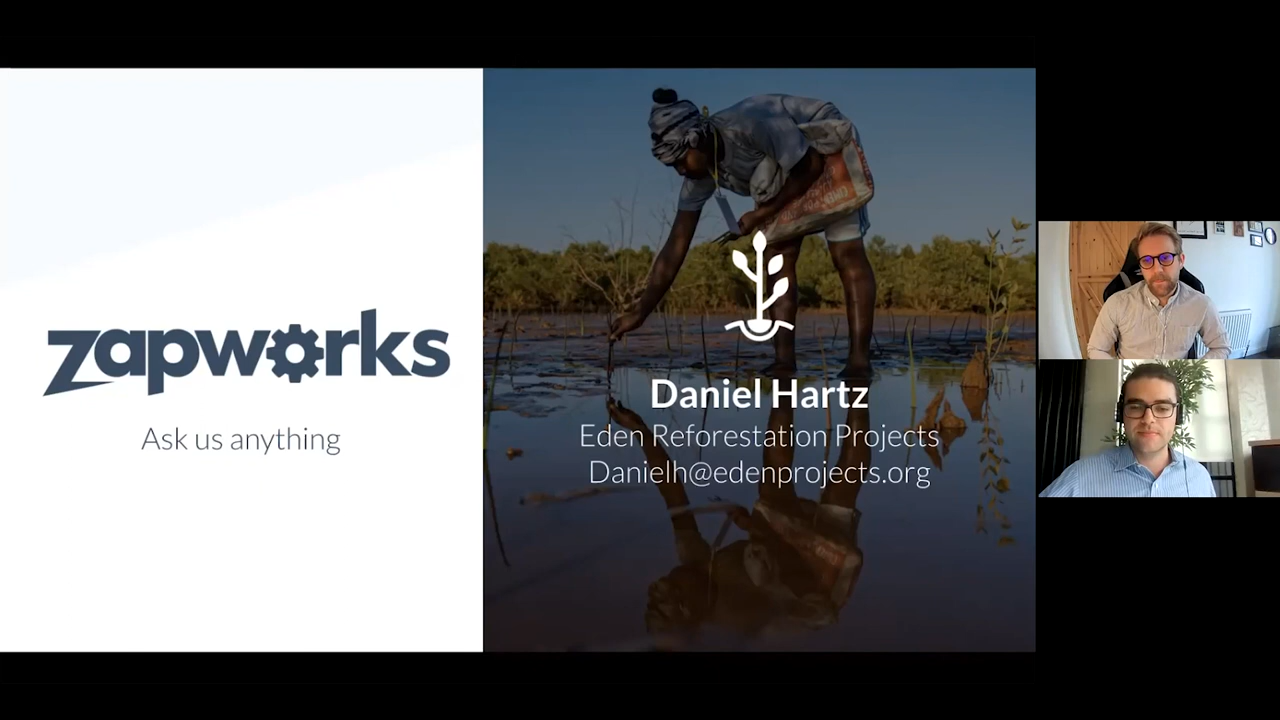 zapworks
Ask us anything
Daniel Hartz
Eden Reforestation Projects
Danielh@edenprojects.org